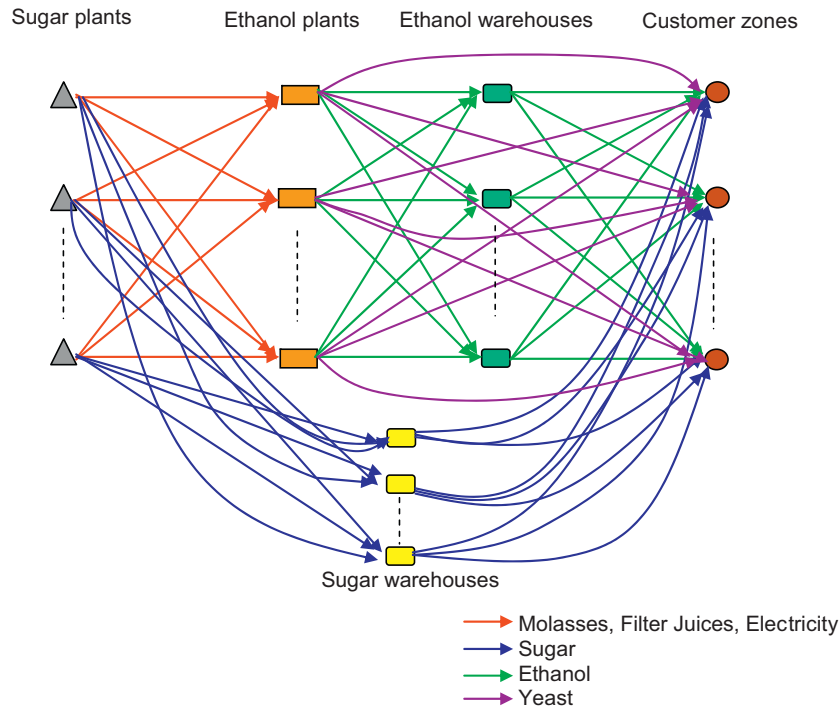 Sugar plants
Ethanol plants
Ethanol warehouses
Customer zones
Sugar warehouses
Molasses, Filter Juices, Electricity
Sugar
Ethanol
Yeast